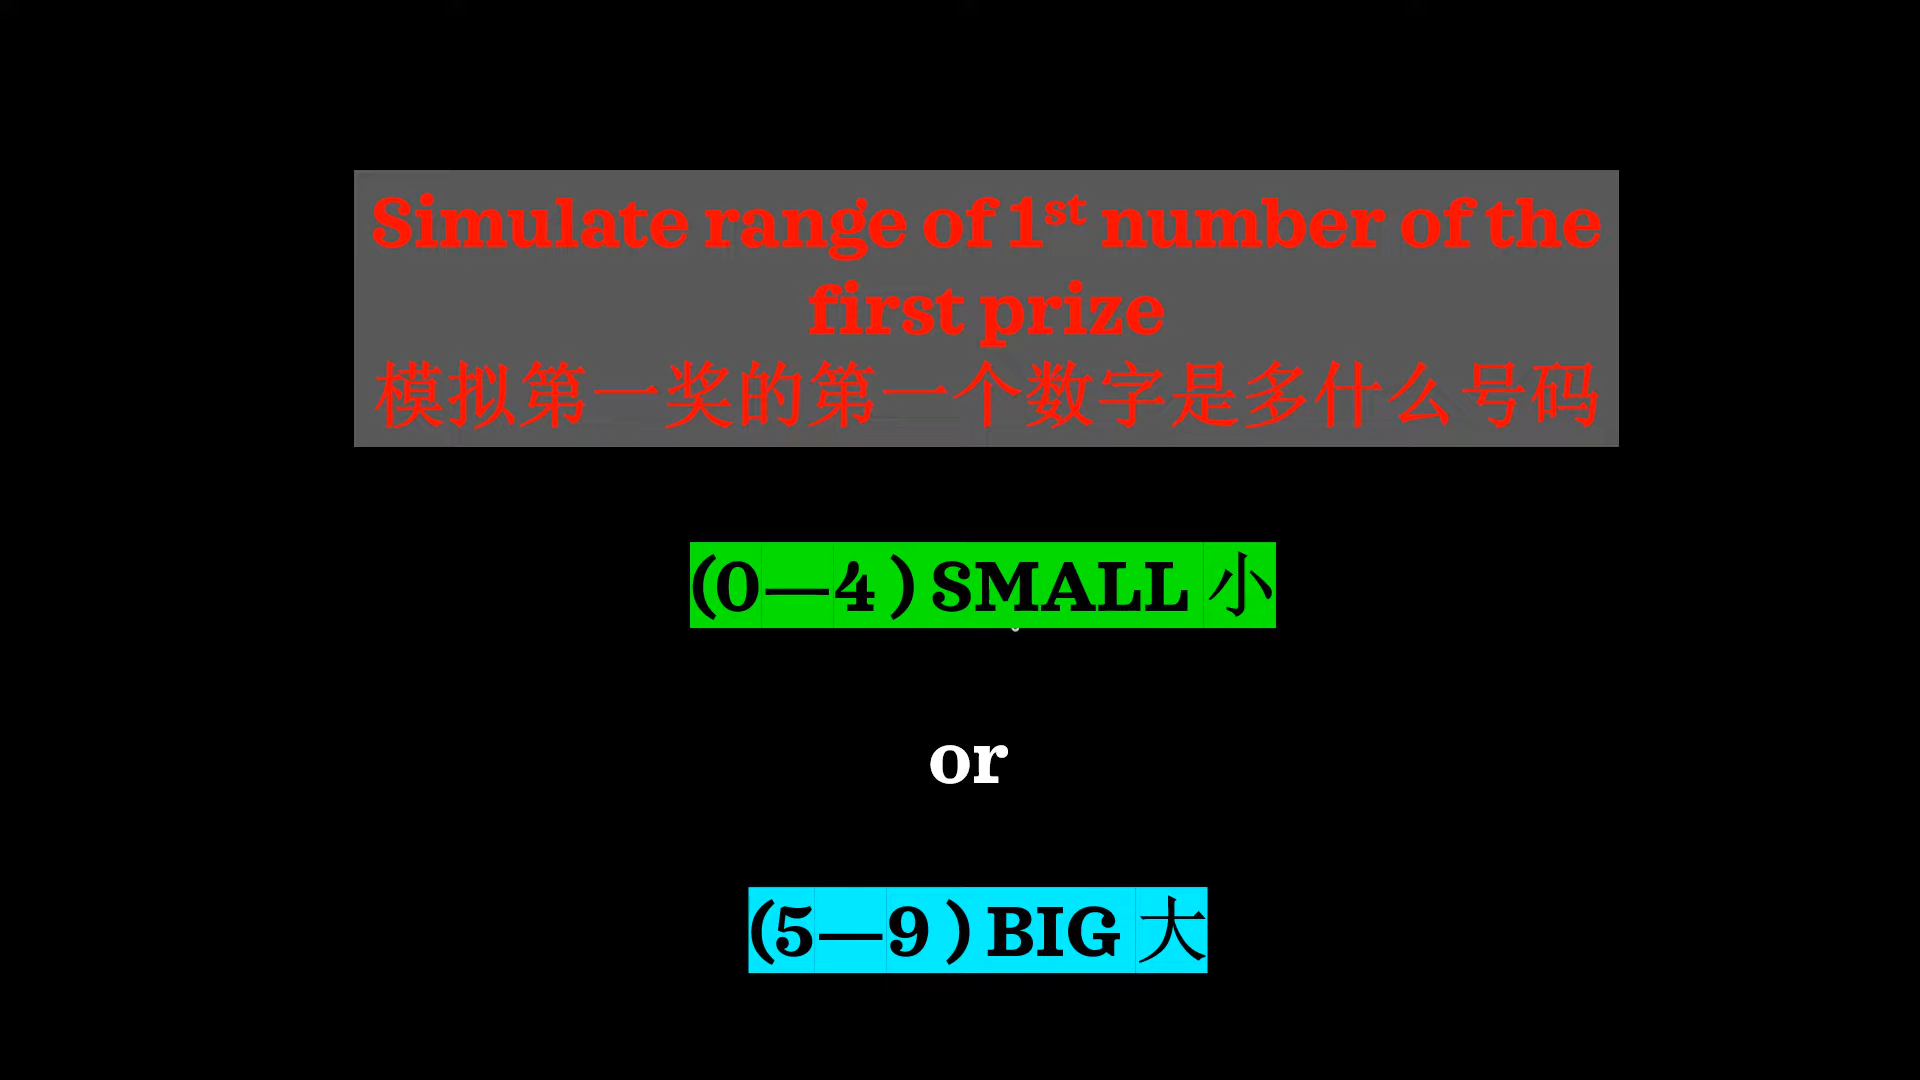 Simulate range of 1st number of the
first prize
模拟第一奖的第一个数字是多什么号码
(0—4 ) SMALL 小
or
(5—9 ) BIG 大